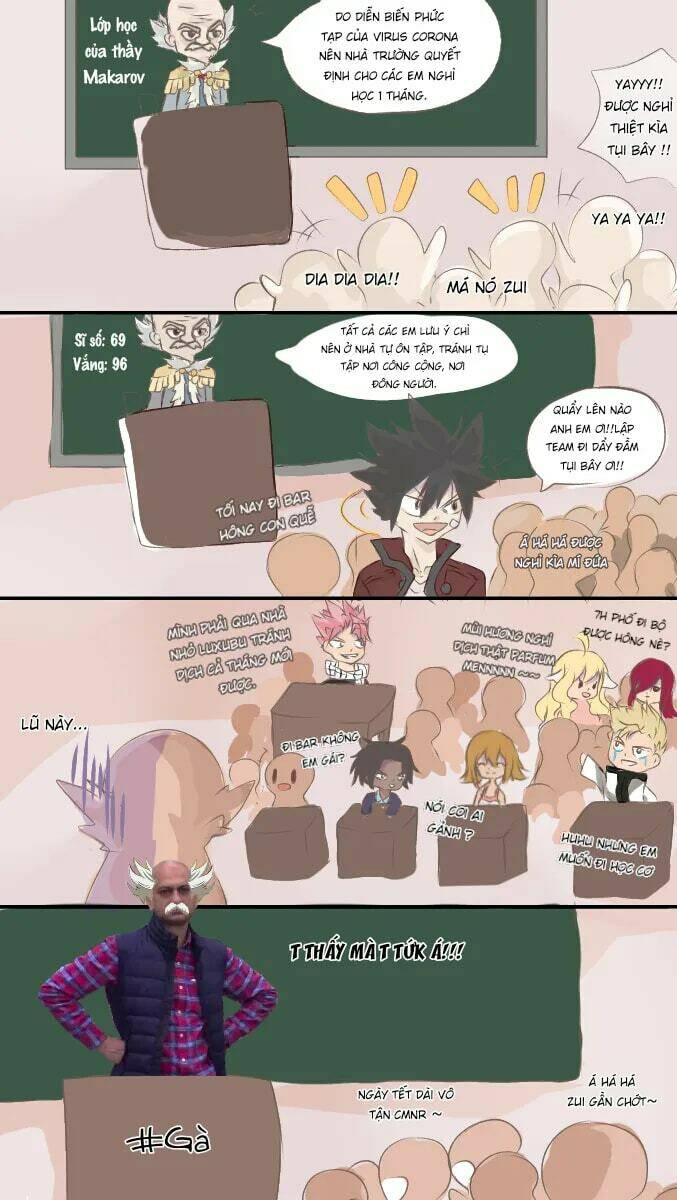 Lớp học
của thầy
Makarov
DO DIỄN BIẾN PHỨC
TẠP CỦA VIRUS CORONA
NÊN NHÀ TRƯỜNG QUYẾT
ĐỊNH CHO CÁC EM NGHỈ
HỌC 1 THÁNG.
YAYYY!!
ĐƯỢC NGHỈ
THIỆT KÌA
TỤI BÂY !!
YA YA YA!!
DIA DIA DIA!!
MÁ NÓ ZUI
Sĩ số: 69
Vắng: 96
TẤT CẢ CÁC EM LƯU Ý CHỈ
NÊN Ở NHÀ TỰ ÔN TẬP, TRÁNH TỤ
TẬP NƠI CÔNG CỘNG, NƠI
ĐÔNG NGƯỜI.
QUẨY LÊN NÀO
ANH EM ƠI!!LẬP
TEAM ĐI DẨY ĐẦM
TỤI BÂY ƠI!!
TỐI NAY ĐI BAR
HÔNG CON QUỄ
Á HÁ HÁ ĐƯỢC
NGHỈ KÌA MÍ ĐỨA
MÌNH PHẢI QUA NHÀ
NHỎ LUXUBU TRÁNH
DỊCH CẢ THÁNG MỚI
ĐƯỢC.
MÙI HƯƠNG NGHỈ
DỊCH THẬT PARFUM
MENNNNN ~~
7H PHỐ ĐI BỘ
ĐƯỢC HÔNG NÈ?
LŨ NÀY...
ĐI BAR KHÔNG
EM GÁI?
NÓI COI AI
GÁNH ?
HUHU NHƯNG EM
MUỐN ĐI HỌC CƠ
T THẤY MÀ T TỨK Á!!!
#Gà
NGÀY TẾT DÀI VÔ
TẬN CMNR ~
Á HÁ HÁ
ZUI GẦN CHỚT~